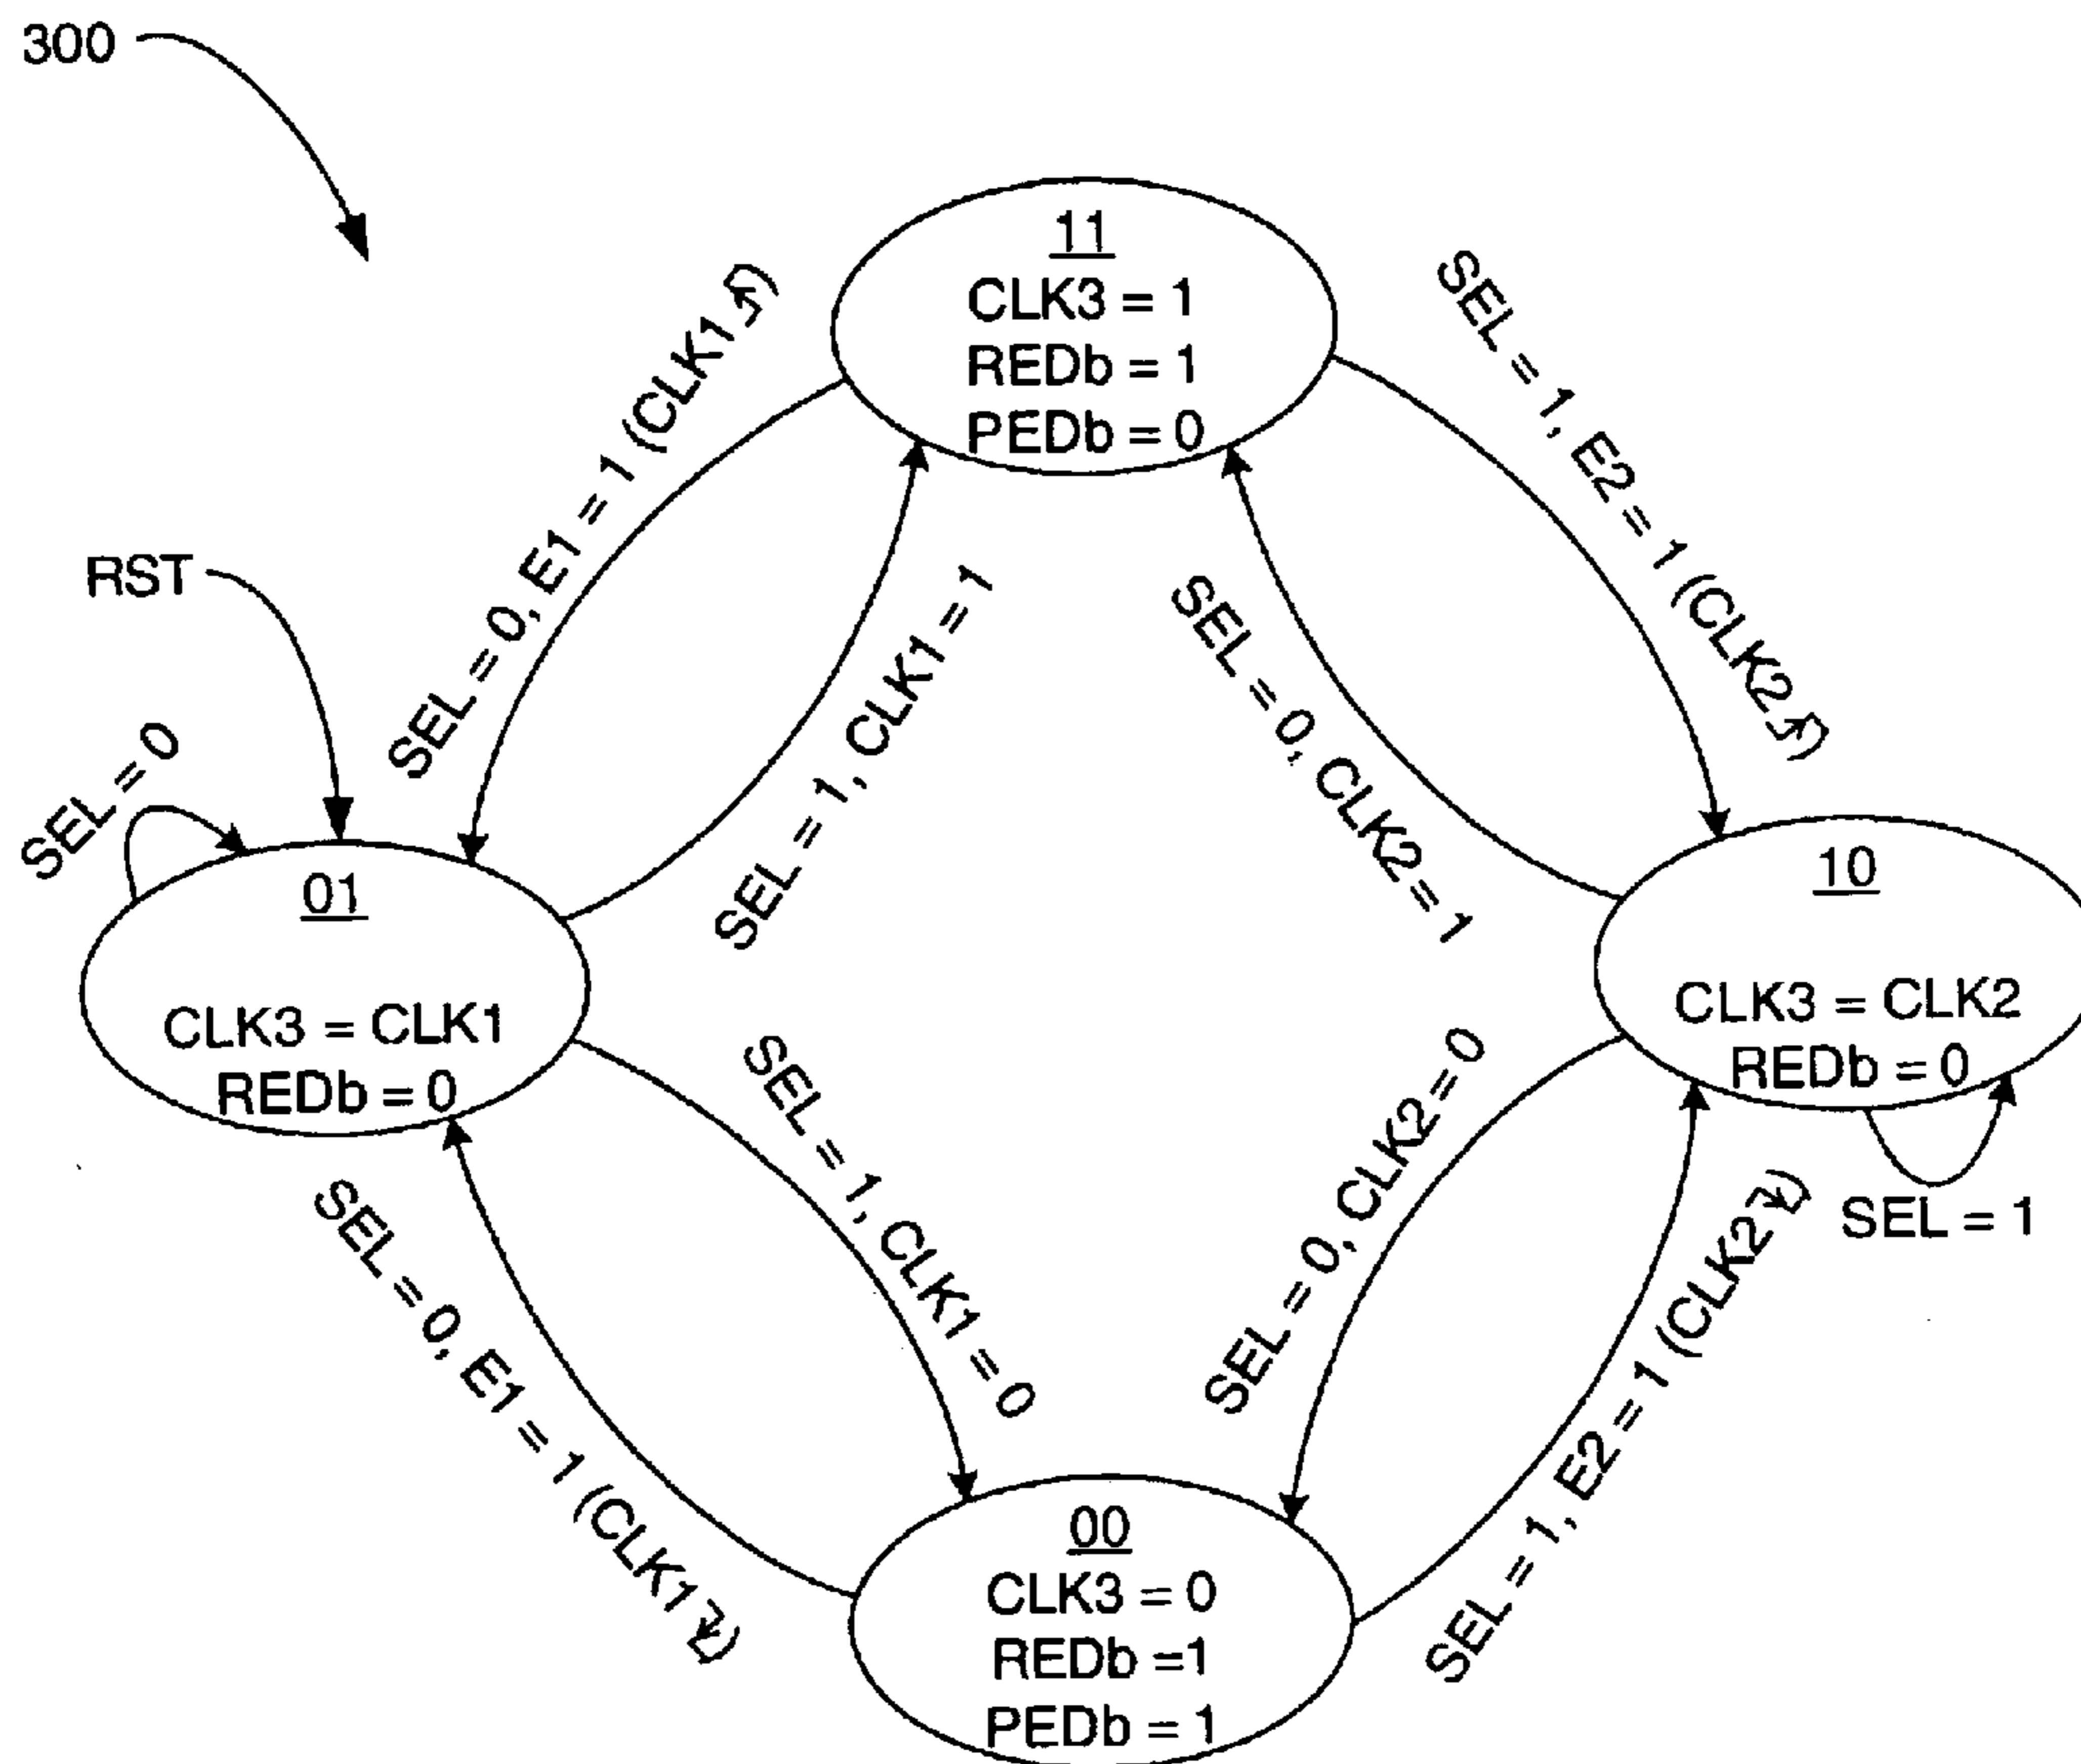 300
11
CLK3 = 1
REDb = 1
PEDb = 0
SEL = 0, E1 = 1 (CLK1 )
SEL = 1, E2 = 1 (CLK2 )
SEL = 1, CLK1 = 1
SEL = 0, CLK2 = 1
RST
SEL = 0
01
CLK3 = CLK1
REDb = 0
10
CLK3 = CLK2
REDb = 0
SEL = 1
SEL = 1, CLK1 = 0
SEL = 0, CLK2 = 0
SEL = 0, E1 = 1 (CLK1 )
SEL = 1, E2 = 1 (CLK2 )
00
CLK3 = 0
REDb =1
PEDb = 1